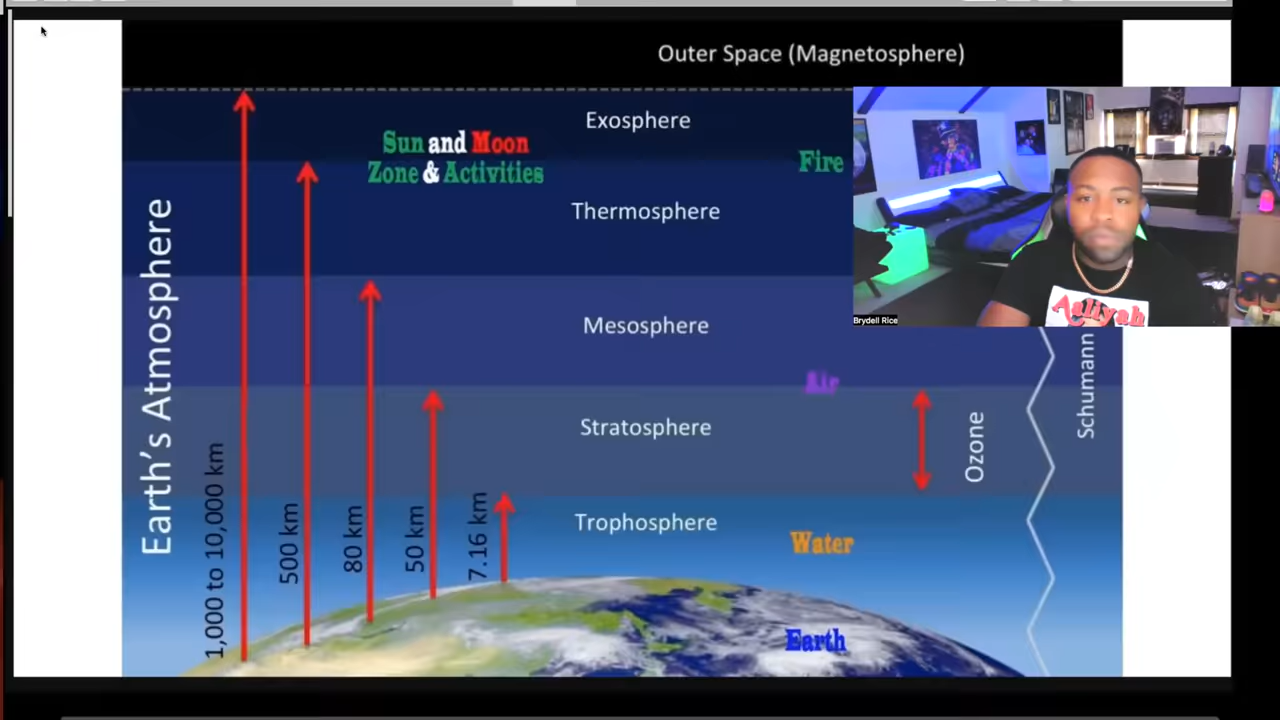 Outer Space (Magnetosphere)
Exosphere
Sun and Moon
Zone & Activities
Fire
Thermosphere
Mesosphere
Air
Stratosphere
Trophosphere
Water
Earth
Earth's Atmosphere
1,000 to 10,000 km
500 km
80 km
50 km
7.16 km
Ozone
Schumann
Brydell Rice
Aaliyah